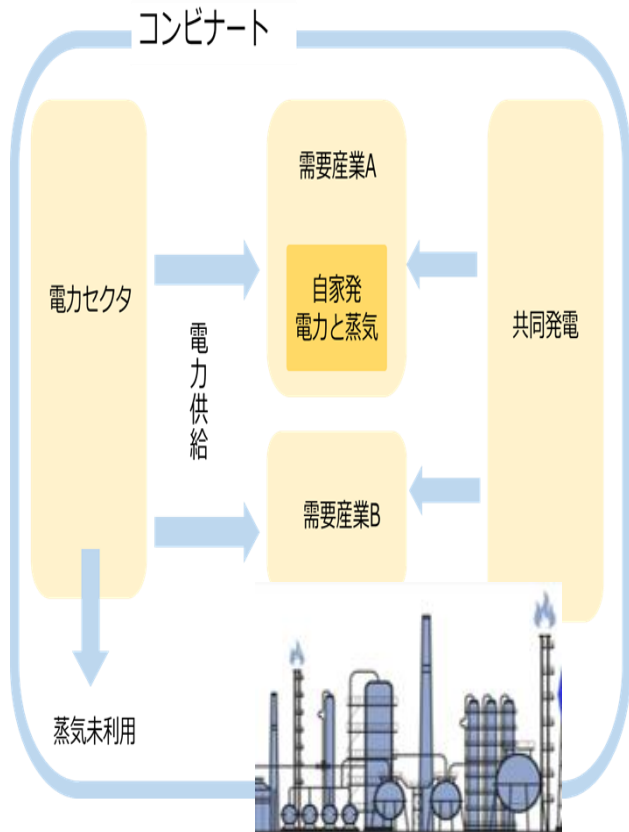 コンビナート
電力セクタ
電力供給
蒸気未利用
需要産業A
自家発
電力と蒸気
需要産業B
共同発電